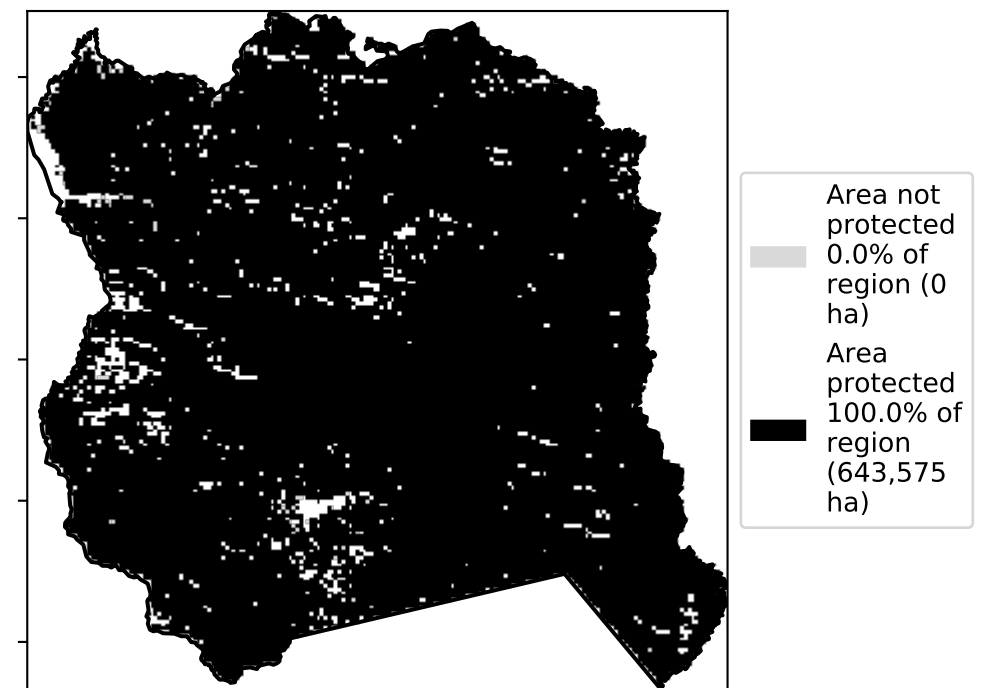 Area not
protected
0.0% of
region (0
ha)
Area
protected
100.0% of
region
(643,575
ha)